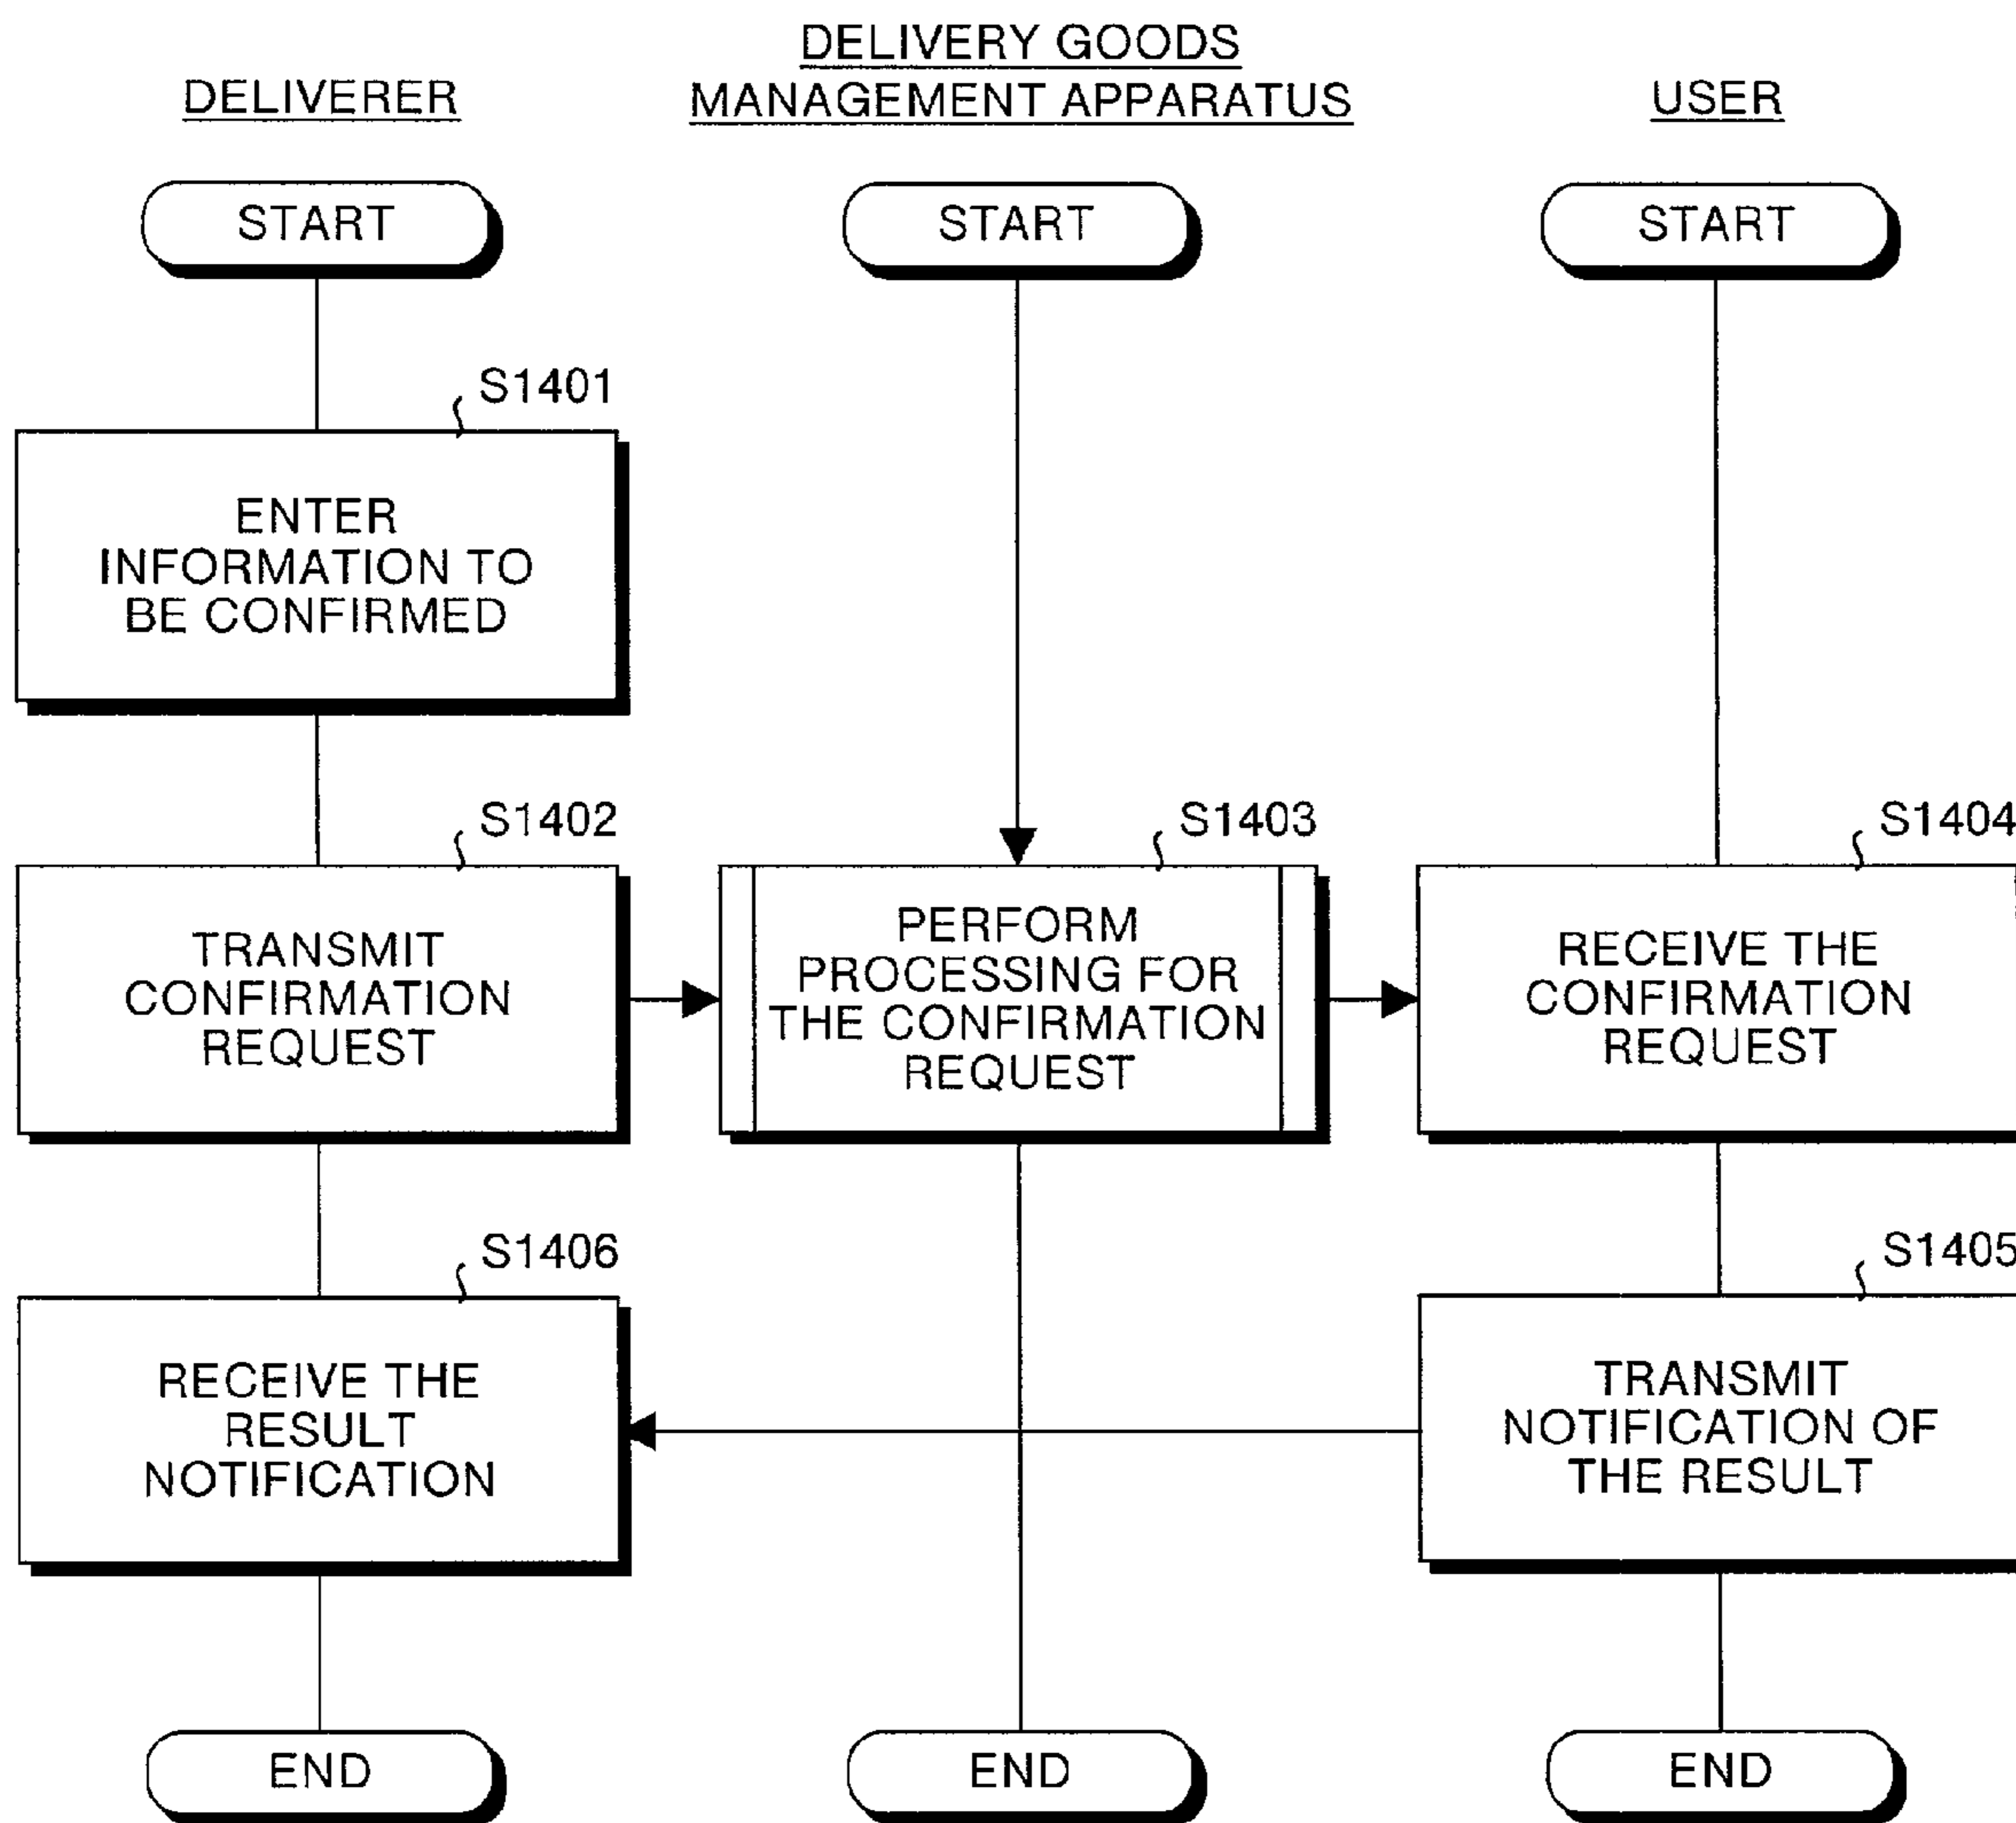 DELIVERER
DELIVERY GOODS
MANAGEMENT APPARATUS
USER
START
START
START
S1401
ENTER
INFORMATION TO
BE CONFIRMED
S1402
TRANSMIT
CONFIRMATION
REQUEST
S1403
PERFORM
PROCESSING FOR
THE CONFIRMATION
REQUEST
S1404
RECEIVE THE
CONFIRMATION
REQUEST
S1406
RECEIVE THE
RESULT
NOTIFICATION
S1405
TRANSMIT
NOTIFICATION OF
THE RESULT
END
END
END